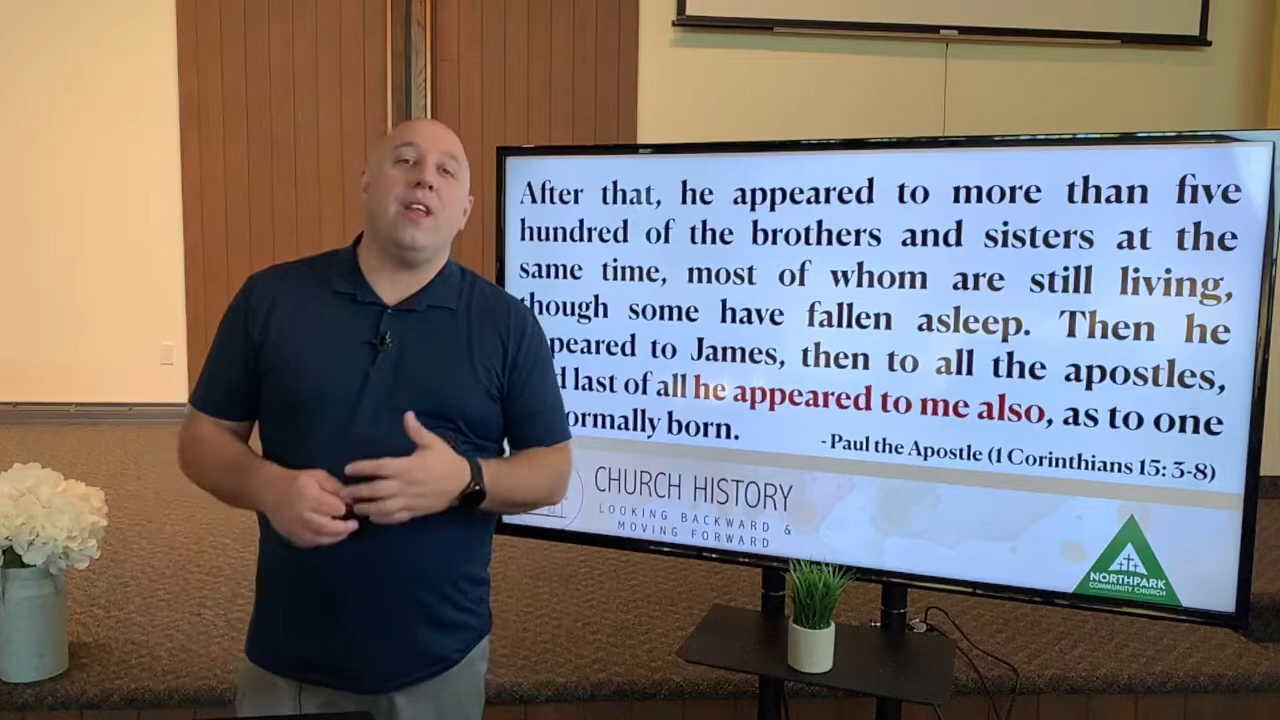 After that, he appeared to more than five
hundred of the brothers and sisters at the
same time, most of whom are still living,
though some have fallen asleep. Then he
peared to James, then to all the apostles,
last of all he appeared to me also, as to one
ormally born.
- Paul the Apostle (1 Corinthians 15: 3-8)
CHURCH HISTORY
LOOKING BACKWARD &
MOVING FORWARD
NORTHPARK
COMMUNITY CHURCH